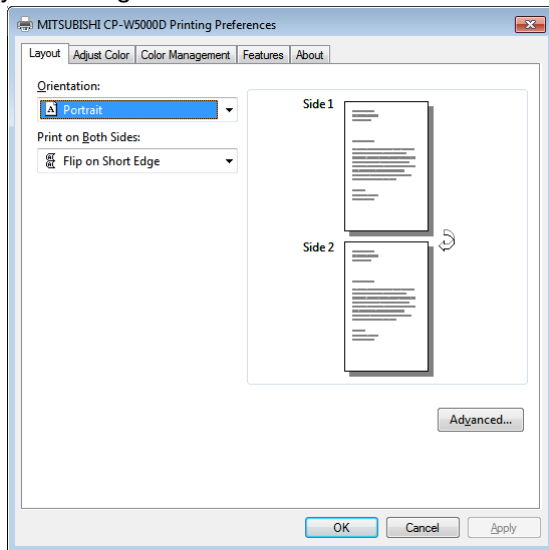 MITSUBISHI CP-W5000D Printing Preferences
Layout Adjust Color Color Management Features About
Orientation:
Portrait
Print on Both Sides:
Flip on Short Edge
Side 1
Side 2
Advanced...
OK Cancel Apply